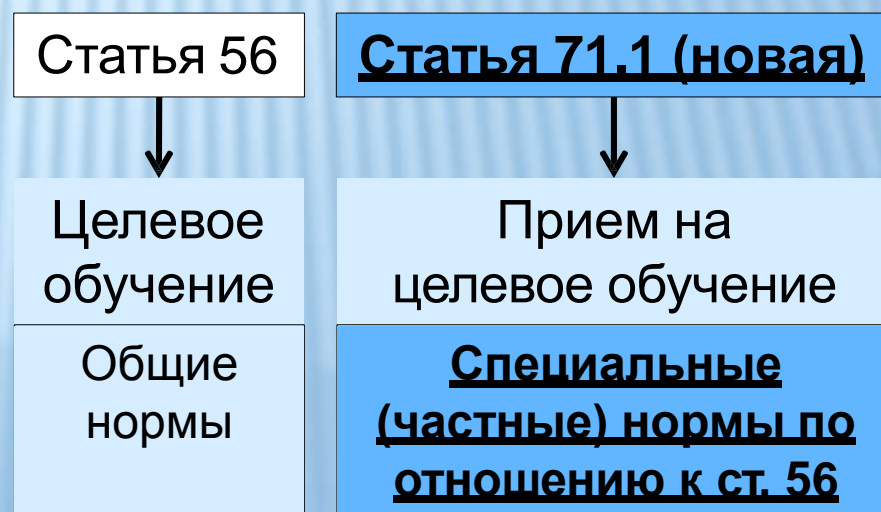 Статья 56
Статья 71.1 (новая)
Целевое
обучение
Прием на
целевое обучение
Общие
нормы
Специальные
(частные) нормы по
отношению к ст. 56